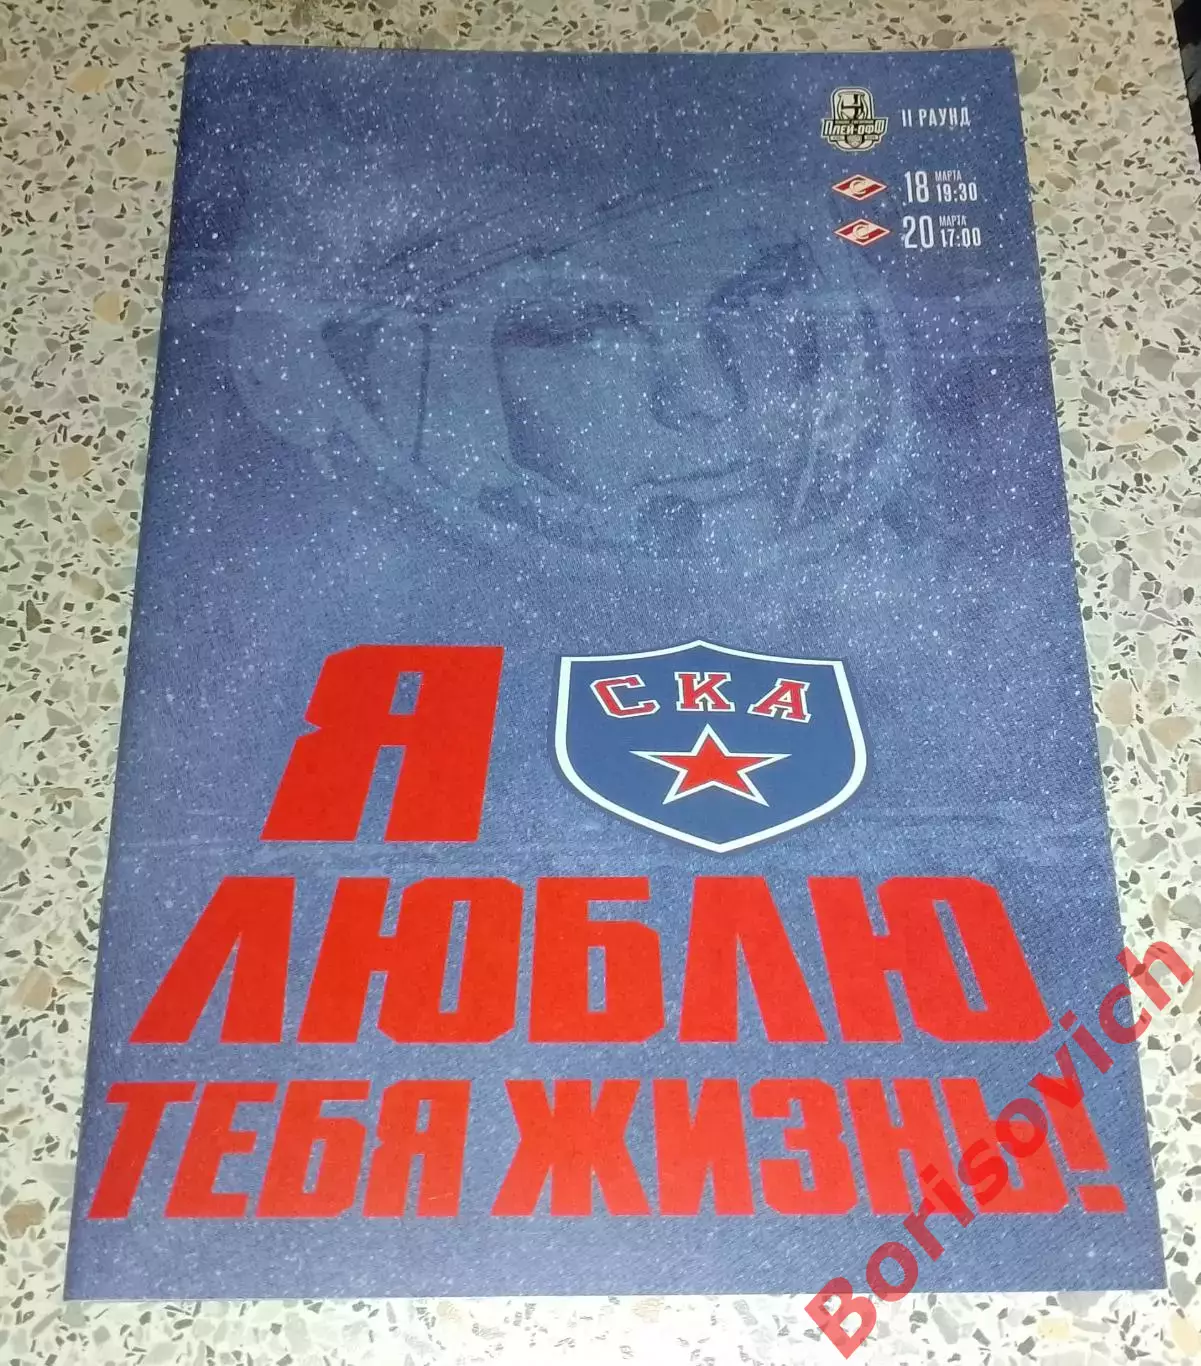 ПЛЕЙ-ОФФ
II РАУНД
С 18 МАРТА 19:30
С 20 МАРТА 17:00
Я
СКА
ЛЮБЛЮ
ТЕБЯ ЖИЗНЬ!
Borisovich